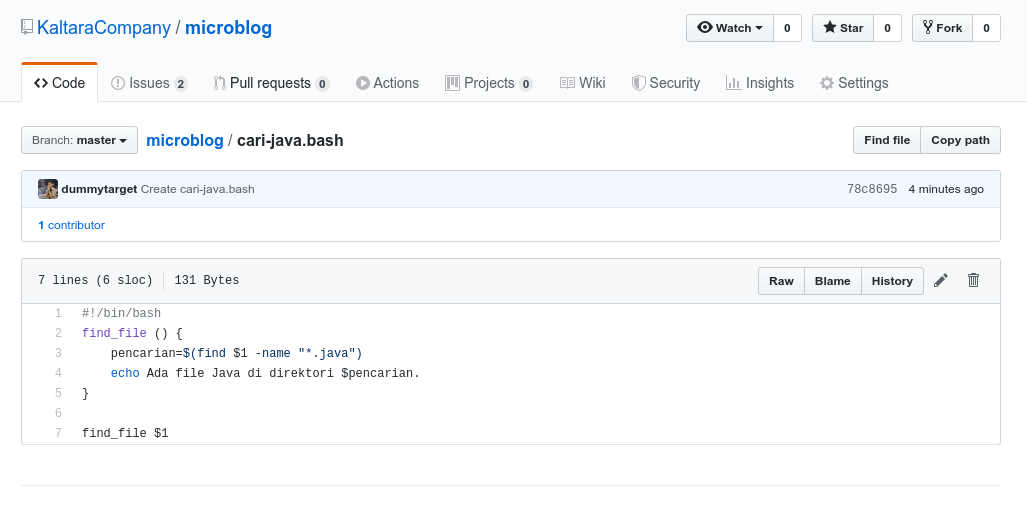 KaltaraCompany / microblog
Watch 0 Star 0 Fork 0
Code Issues 2 Pull requests 0 Actions Projects 0 Wiki Security Insights Settings
Branch: master microblog / cari-java.bash Find file Copy path
dummytarget Create cari-java.bash 78c8695 4 minutes ago
1 contributor
7 lines (6 sloc) 131 Bytes Raw Blame History
1 #!/bin/bash
2 find_file () {
3 pencarian=$(find $1 -name "*.java")
4 echo Ada file Java di direktori $pencarian.
5 }
6
7 find_file $1